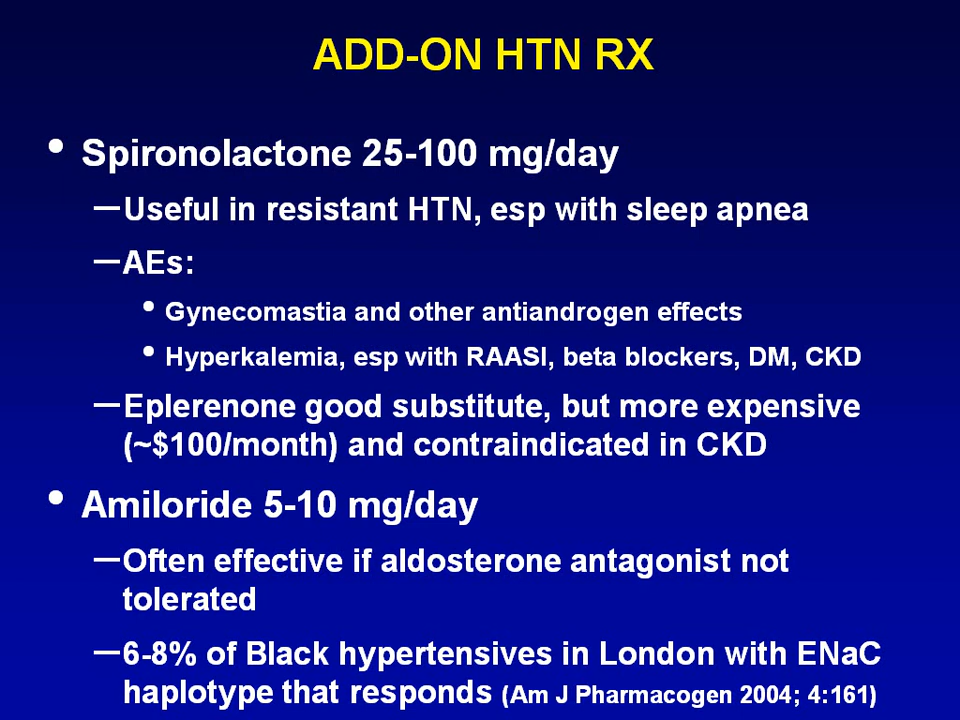 ADD-ON HTN RX
• Spironolactone 25-100 mg/day
–Useful in resistant HTN, esp with sleep apnea
–AEs:
• Gynecomastia and other antiandrogen effects
• Hyperkalemia, esp with RAASI, beta blockers, DM, CKD
–Eplerenone good substitute, but more expensive
(~$100/month) and contraindicated in CKD
• Amiloride 5-10 mg/day
–Often effective if aldosterone antagonist not
tolerated
–6-8% of Black hypertensives in London with ENaC
haplotype that responds (Am J Pharmacogen 2004; 4:161)